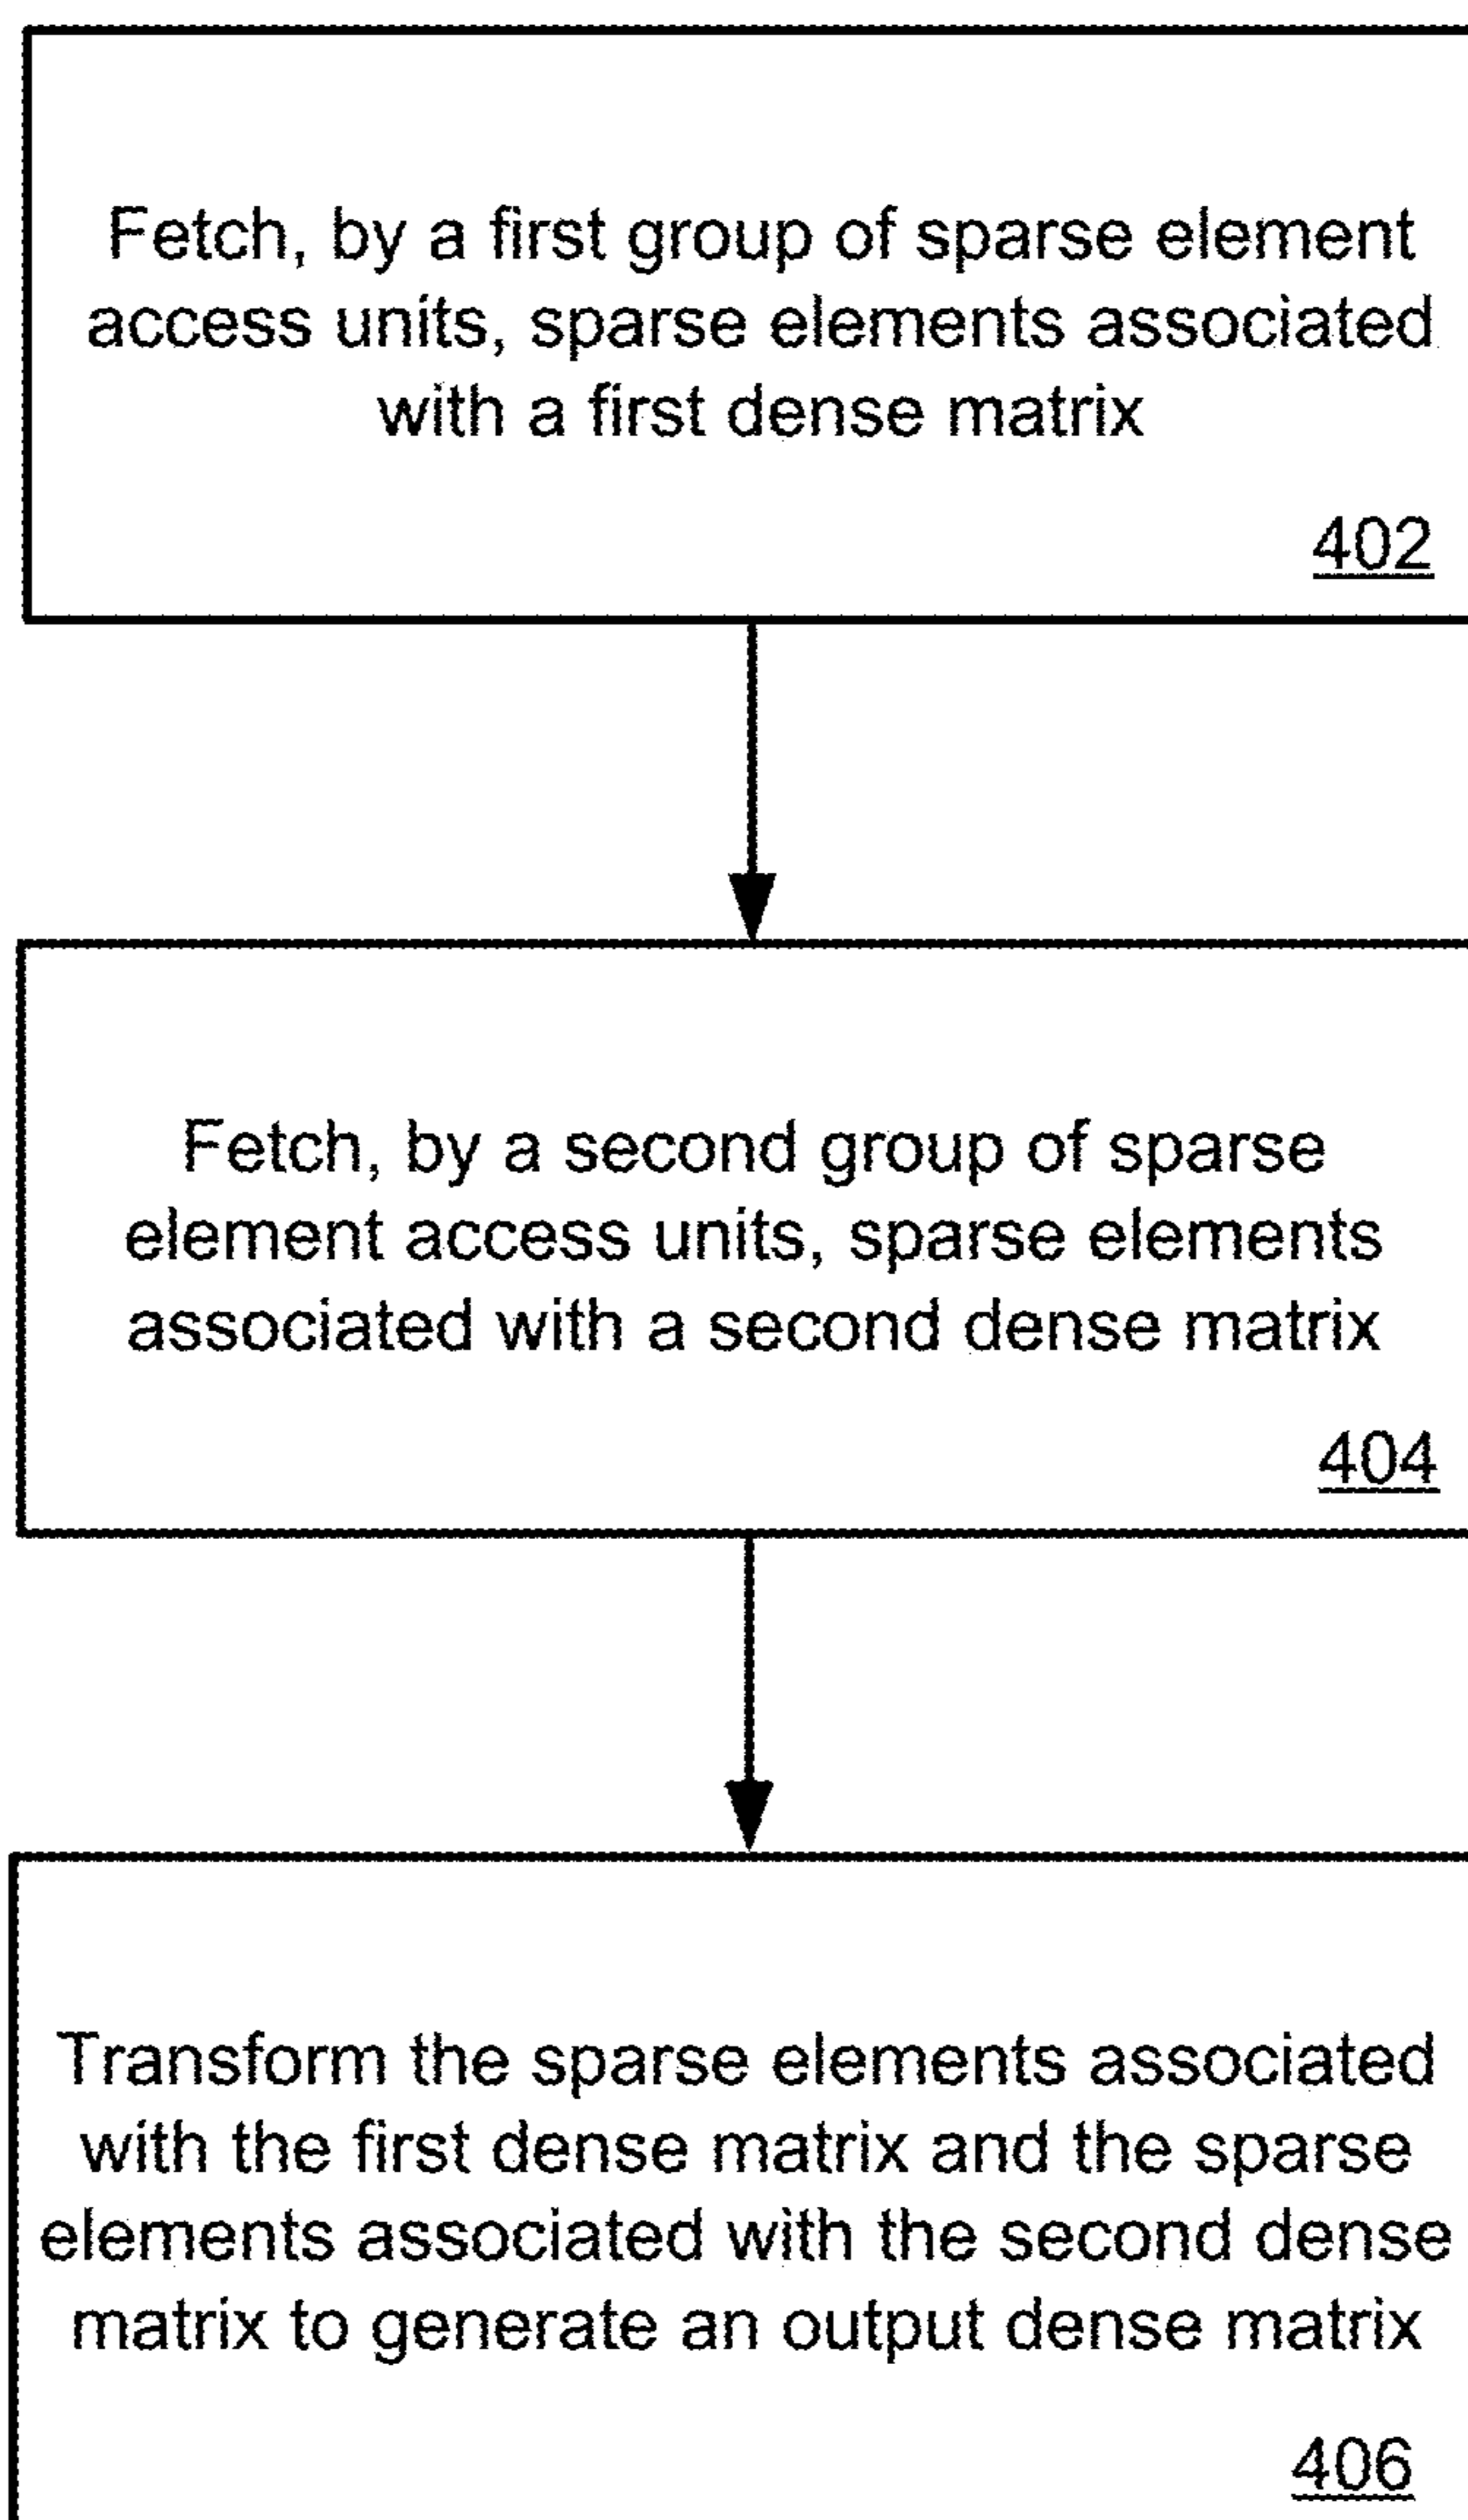 Fetch, by a first group of sparse element
access units, sparse elements associated
with a first dense matrix
402
Fetch, by a second group of sparse
element access units, sparse elements
associated with a second dense matrix
404
Transform the sparse elements associated
with the first dense matrix and the sparse
elements associated with the second dense
matrix to generate an output dense matrix
406